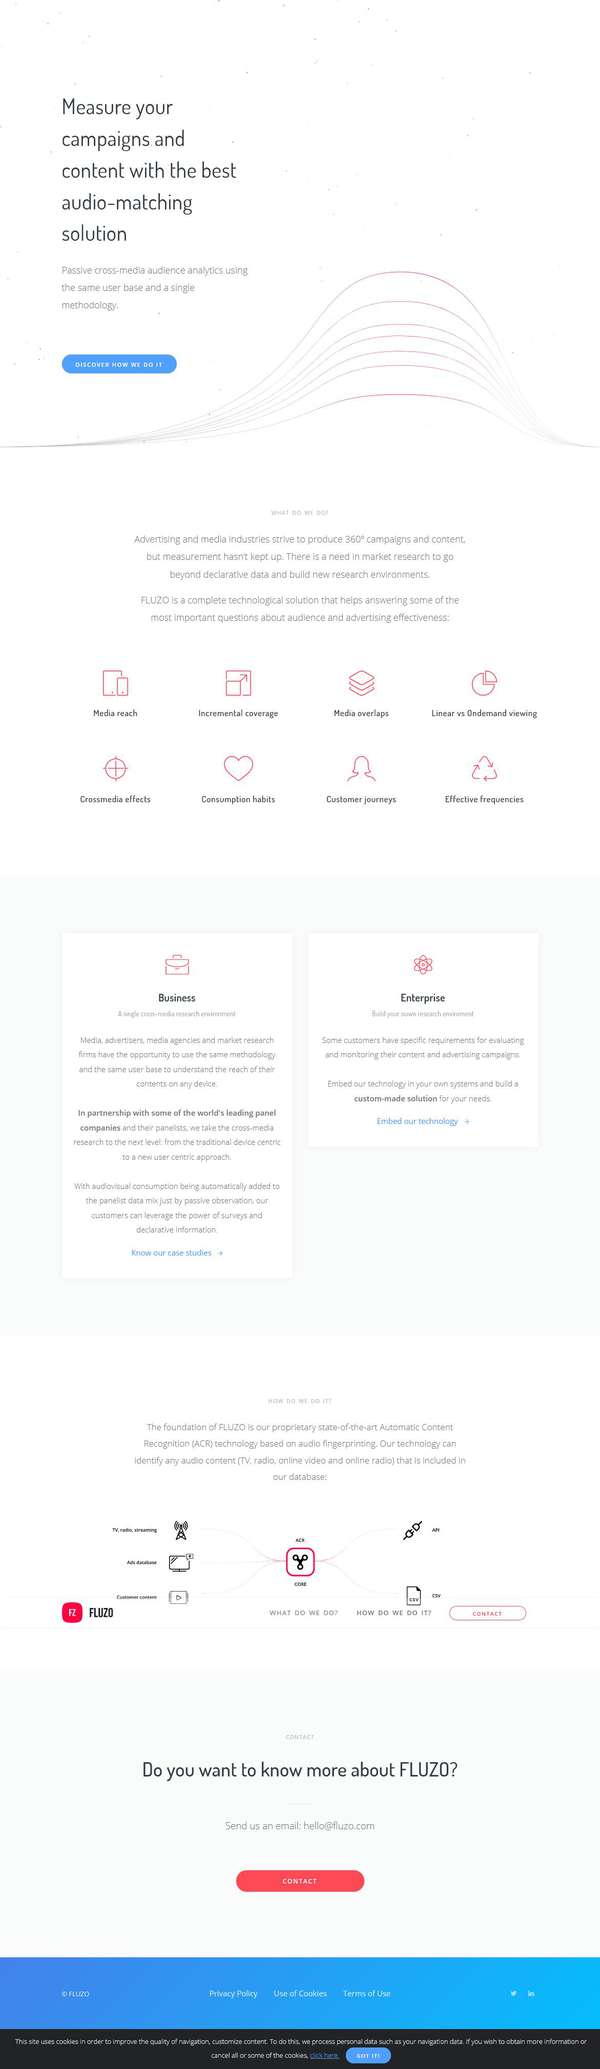 Measure your
campaigns and
content with the best
audio-matching
solution
Passive cross-media audience analytics using
the same user base and a single
methodology.
DISCOVER HOW WE DO IT
WHAT DO WE DO?
Advertising and media industries strive to produce 360º campaigns and content,
but measurement hasn't kept up. There is a need in market research to go
beyond declarative data and build new research environments.
FLUZO is a complete technological solution that helps answering some of the
most important questions about audience and advertising effectiveness:
Media reach
Incremental coverage
Media overlaps
Linear vs Ondemand viewing
Crossmedia effects
Consumption habits
Customer journeys
Effective frequencies
Business
A single cross-media research environment
Media, advertisers, media agencies and market research
firms have the opportunity to use the same methodology
and the same user base to understand the reach of their
contents on any device.
In partnership with some of the world's leading panel
companies and their panelists, we take the cross-media
research to the next level: from the traditional device centric
to a new user centric approach.
With audiovisual consumption being automatically added to
the panelist data mix just by passive observation, our
customers can leverage the power of surveys and
declarative information.
Know our case studies →
Enterprise
Build your ouwn research enviroment
Some customers have specific requirements for evaluating
and monitoring their content and advertising campaigns.
Embed our technology in your own systems and build a
custom-made solution for your needs.
Embed our technology →
HOW DO WE DO IT?
The foundation of FLUZO is our proprietary state-of-the-art Automatic Content
Recognition (ACR) technology based on audio fingerprinting. Our technology can
identify any audio content (TV, radio, online video and online radio) that is included in
our database:
TV, radio, streaming
Ads database
Customer content
ACR
CORE
API
CSV
CSV
FZ FLUZO
WHAT DO WE DO?
HOW DO WE DO IT?
CONTACT
CONTACT
Do you want to know more about FLUZO?
Send us an email: hello@fluzo.com
CONTACT
© FLUZO
Privacy Policy
Use of Cookies
Terms of Use
This site uses cookies in order to improve the quality of navigation, customize content. To do this, we process personal data such as your navigation data. If you wish to obtain more information or
cancel all or some of the cookies, click here. GOT IT!